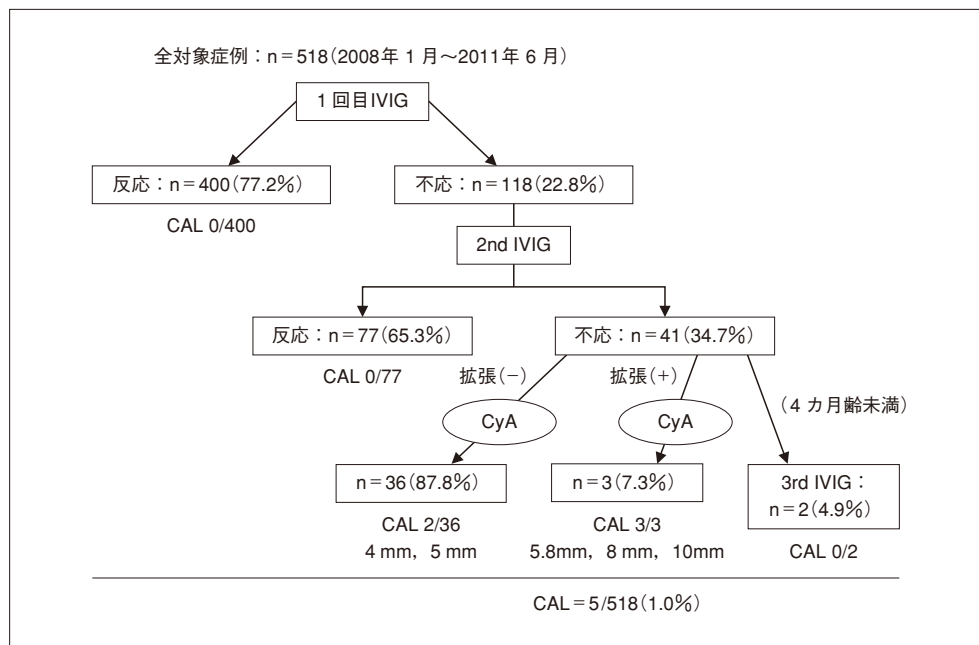 全対象症例：n＝518（2008年 1 月～2011年 6 月）
1 回目IVIG
反応：n＝400（77.2％）
不応：n＝118（22.8％）
CAL 0/400
2nd IVIG
反応：n＝77（65.3％）
不応：n＝41（34.7％）
CAL 0/77
拡張（－）
拡張（＋）
（4 カ月齢未満）
CyA
CyA
n＝36（87.8％）
n＝3（7.3％）
3rd IVIG：
n＝2（4.9％）
CAL 2/36
CAL 3/3
CAL 0/2
4 mm，5 mm
5.8mm，8 mm，10mm
CAL＝5/518（1.0％）